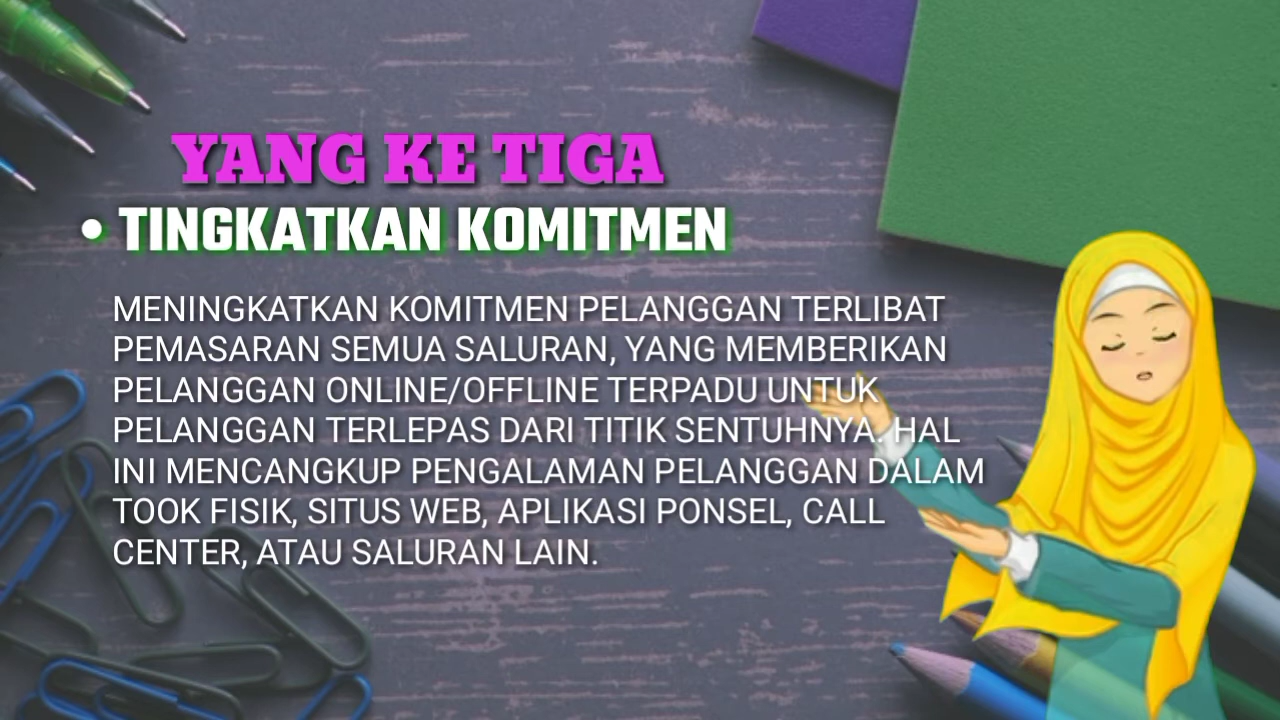 YANG KE TIGA
• TINGKATKAN KOMITMEN
MENINGKATKAN KOMITMEN PELANGGAN TERLIBAT
PEMASARAN SEMUA SALURAN, YANG MEMBERIKAN
PELANGGAN ONLINE/OFFLINE TERPADU UNTUK
PELANGGAN TERLEPAS DARI TITIK SENTUHNYA. HAL
INI MENCANGKUP PENGALAMAN PELANGGAN DALAM
TOOK FISIK, SITUS WEB, APLIKASI PONSEL, CALL
CENTER, ATAU SALURAN LAIN.